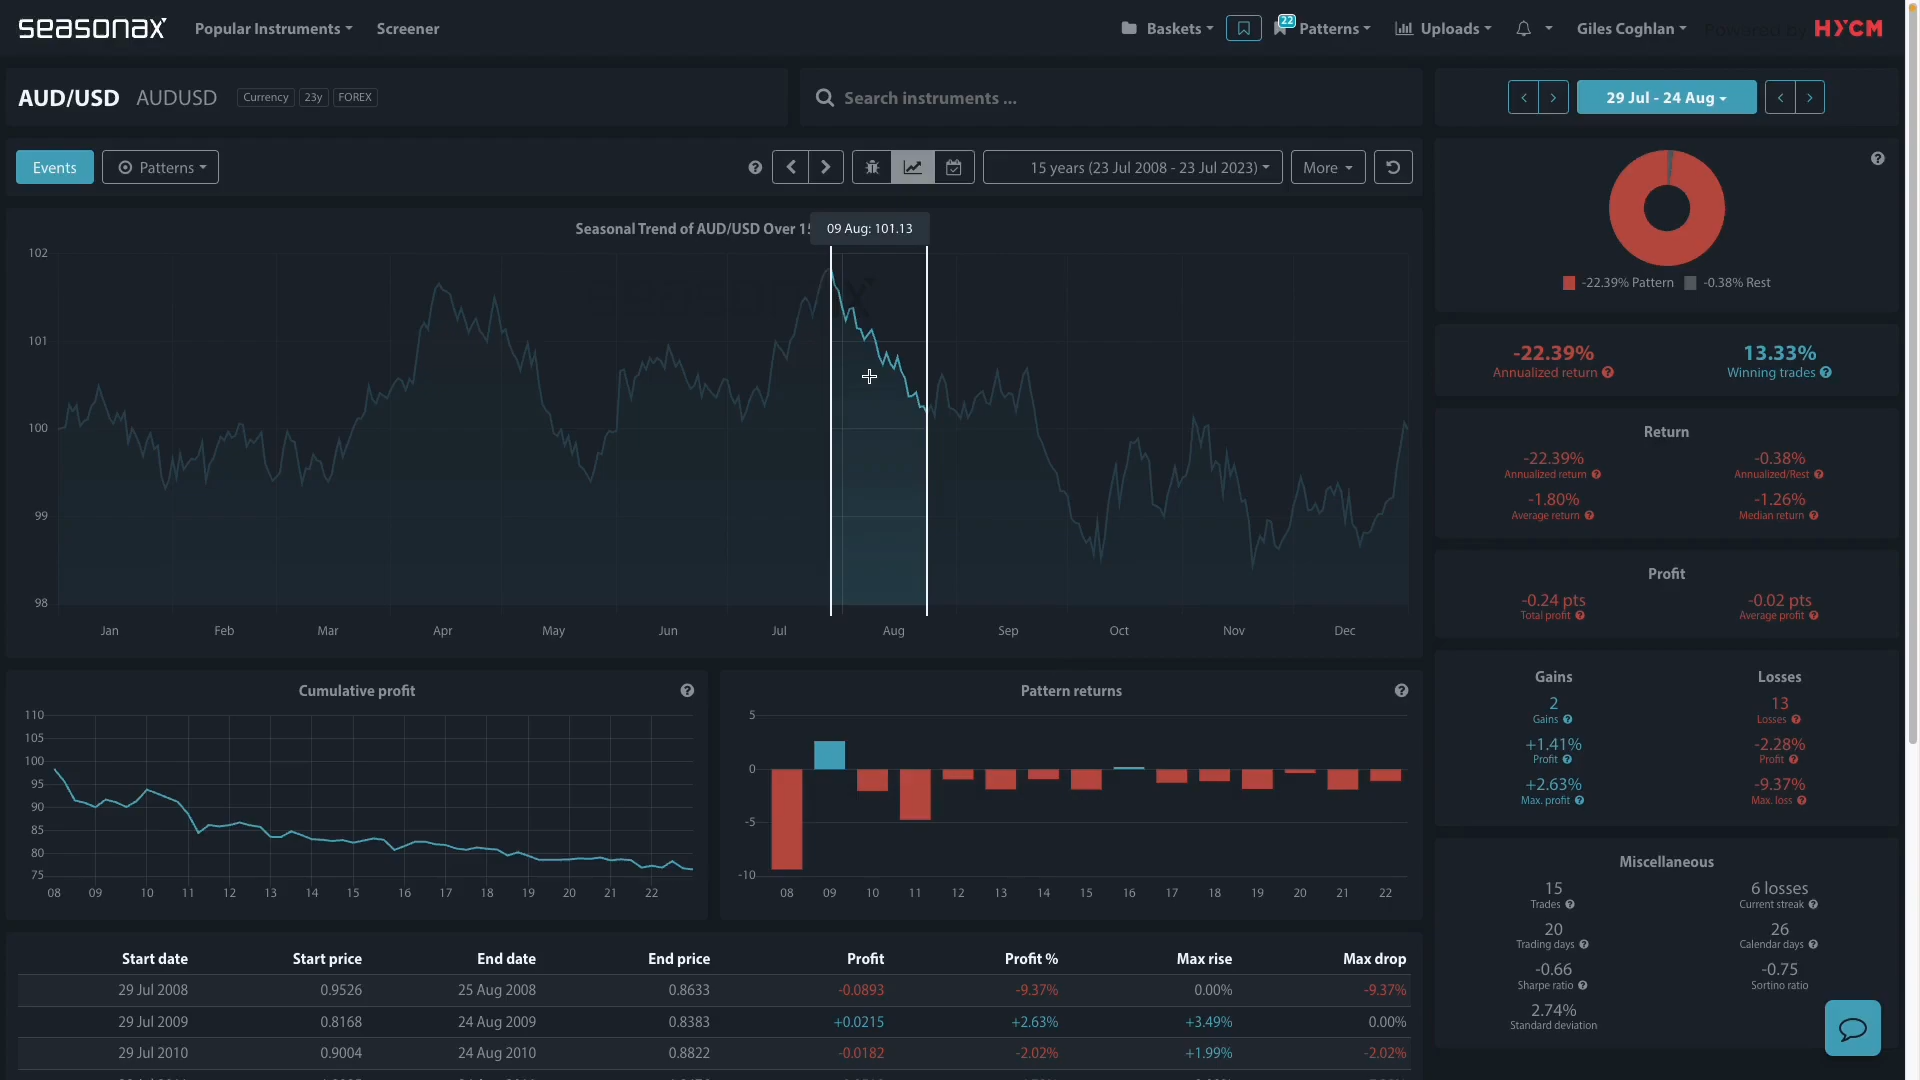 seasonax
Popular Instruments
Screener
Baskets
22
Patterns
Uploads
Giles Coghlan
Powered by
HYCM
AUD/USD AUDUSD Currency 23y FOREX
Search instruments ...
29 Jul - 24 Aug
Events
Patterns
15 years (23 Jul 2008 - 23 Jul 2023)
More
Seasonal Trend of AUD/USD Over 15
09 Aug: 101.13
seasonax
102
101
100
99
98
Jan Feb Mar Apr May Jun Jul Aug Sep Oct Nov Dec
-22.39% Pattern -0.38% Rest
-22.39% 13.33%
Annualized return Winning trades
Return
-22.39% -0.38%
Annualized return Annualized/Rest
-1.80% -1.26%
Average return Median return
Profit
-0.24 pts -0.02 pts
Total profit Average profit
Gains Losses
2 13
Gains Losses
+1.41% -2.28%
Profit Profit
+2.63% -9.37%
Max. profit Max. loss
Miscellaneous
15 6 losses
Trades Current streak
20 26
Trading days Calendar days
-0.66 -0.75
Sharpe ratio Sortino ratio
2.74%
Standard deviation
Cumulative profit
110
105
100
95
90
85
80
75
08 09 10 11 12 13 14 15 16 17 18 19 20 21 22
Pattern returns
5
0
-5
-10
08 09 10 11 12 13 14 15 16 17 18 19 20 21 22
Start date Start price End date End price Profit Profit % Max rise Max drop
29 Jul 2008 0.9526 25 Aug 2008 0.8633 -0.0893 -9.37% 0.00% -9.37%
29 Jul 2009 0.8168 24 Aug 2009 0.8383 +0.0215 +2.63% +3.49% 0.00%
29 Jul 2010 0.9004 24 Aug 2010 0.8822 -0.0182 -2.02% +1.99% -2.02%